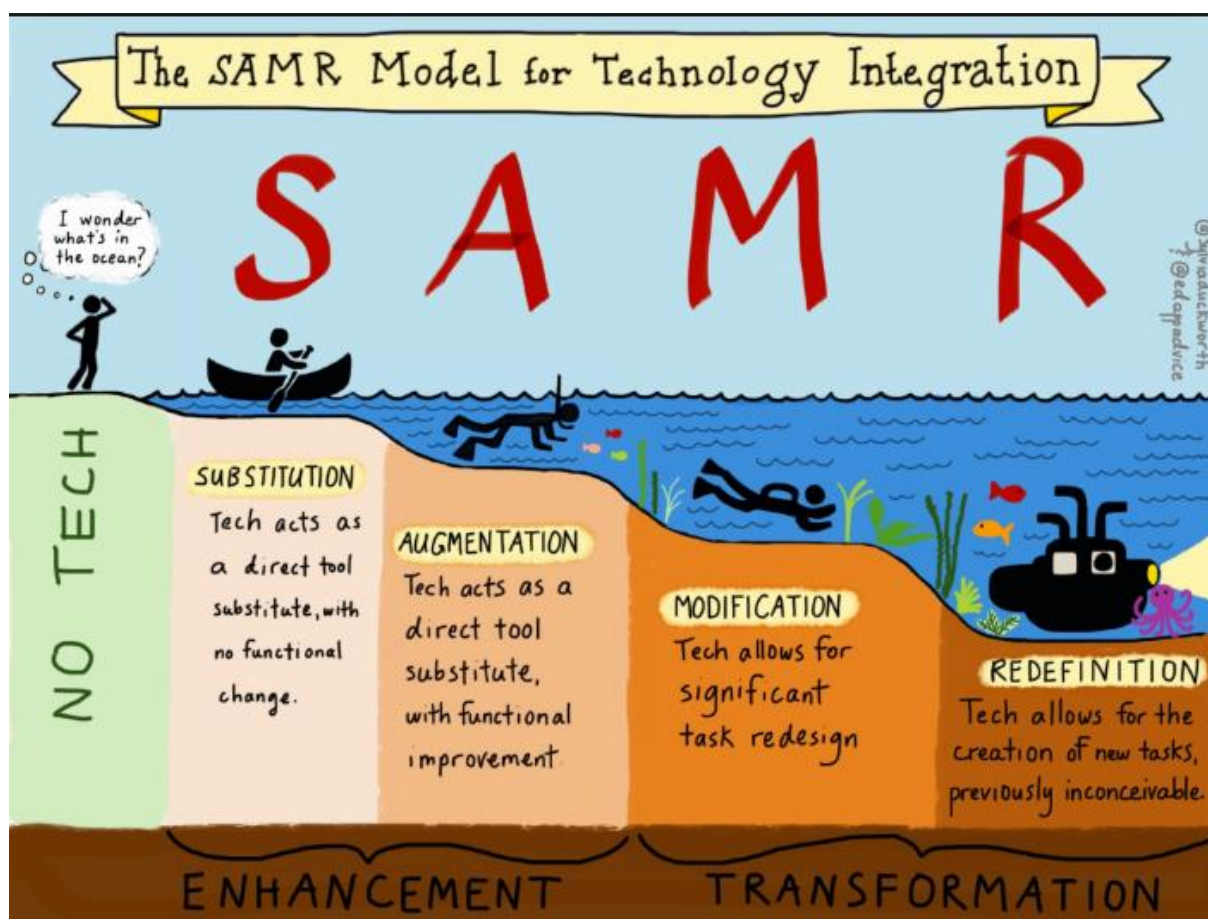 The SAMR Model for Technology Integration
S A M R
I wonder
what's in
the ocean?
@sylviaduckworth
@edappadvice
NO TECH
SUBSTITUTION
Tech acts as
a direct tool
substitute, with
no functional
change.
AUGMENTATION
Tech acts as a
direct tool
substitute,
with functional
improvement.
MODIFICATION
Tech allows for
significant
task redesign
REDEFINITION
Tech allows for the
creation of new tasks,
previously inconceivable.
ENHANCEMENT
TRANSFORMATION